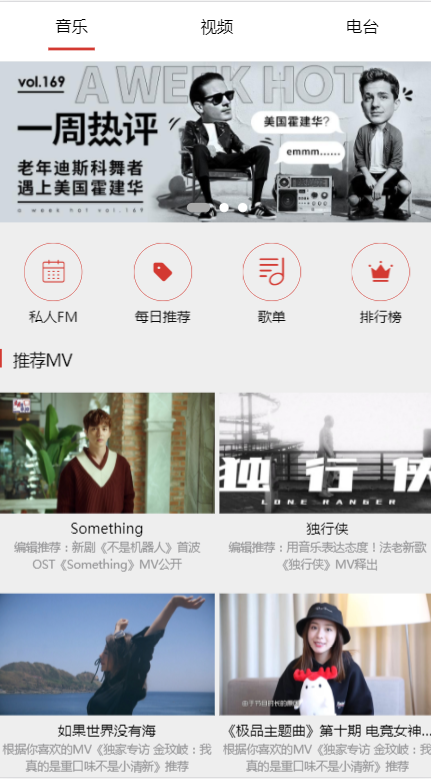 音乐 视频 电台
vol.169
A WEEK HOT
一周热评
老年迪斯科舞者
遇上美国霍建华
a week hot vol.169
美国霍建华?
emmm......
私人FM 每日推荐 歌单 排行榜
推荐MV
独行侠
LONE RANGER
Something 独行侠
编辑推荐：新剧《不是机器人》首波 编辑推荐：用音乐表达态度！法老新歌
OST《Something》MV公开 《独行侠》MV释出
如果世界没有海 《极品主题曲》第十期 电竞女神...
根据你喜欢的MV《独家专访 金玟岐：我 根据你喜欢的MV《独家专访 金玟岐：我
真的是重口味不是小清新》推荐 真的是重口味不是小清新》推荐